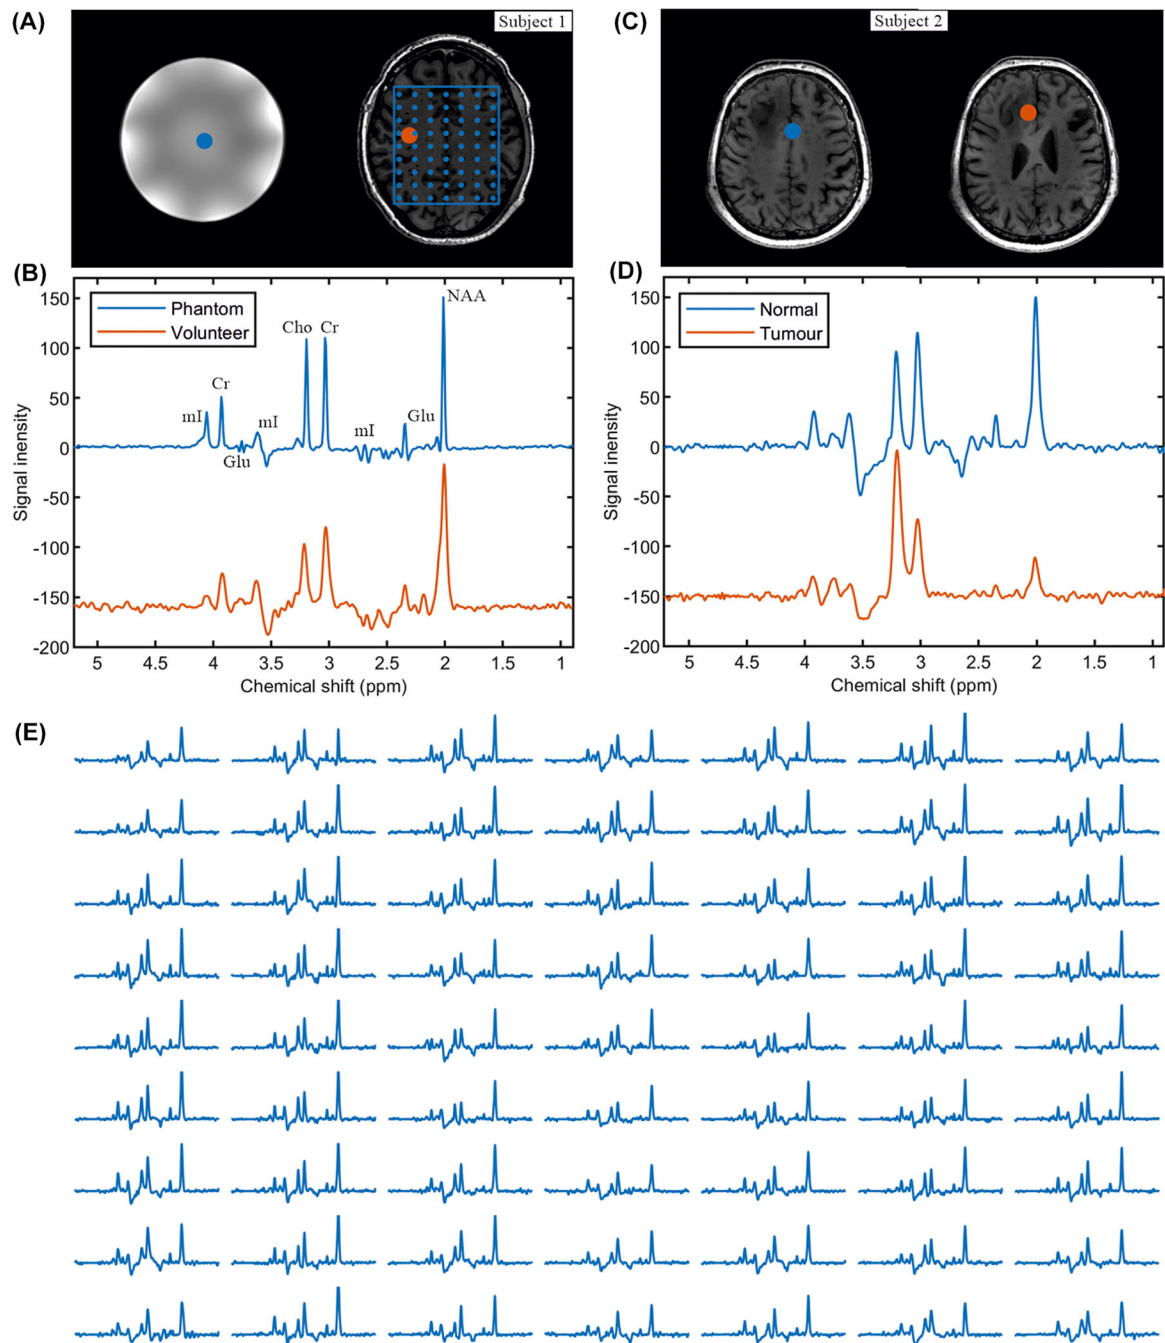 (A)
Subject 1
(C)
Subject 2
(B)
150
100
50
0
-50
-100
-150
-200
Signal inensity
Phantom
Volunteer
mI
Cr
Glu
mI
Cho
Cr
mI
Glu
NAA
5 4.5 4 3.5 3 2.5 2 1.5 1
Chemical shift (ppm)
(D)
150
100
50
0
-50
-100
-150
-200
Signal inensity
Normal
Tumour
5 4.5 4 3.5 3 2.5 2 1.5 1
Chemical shift (ppm)
(E)